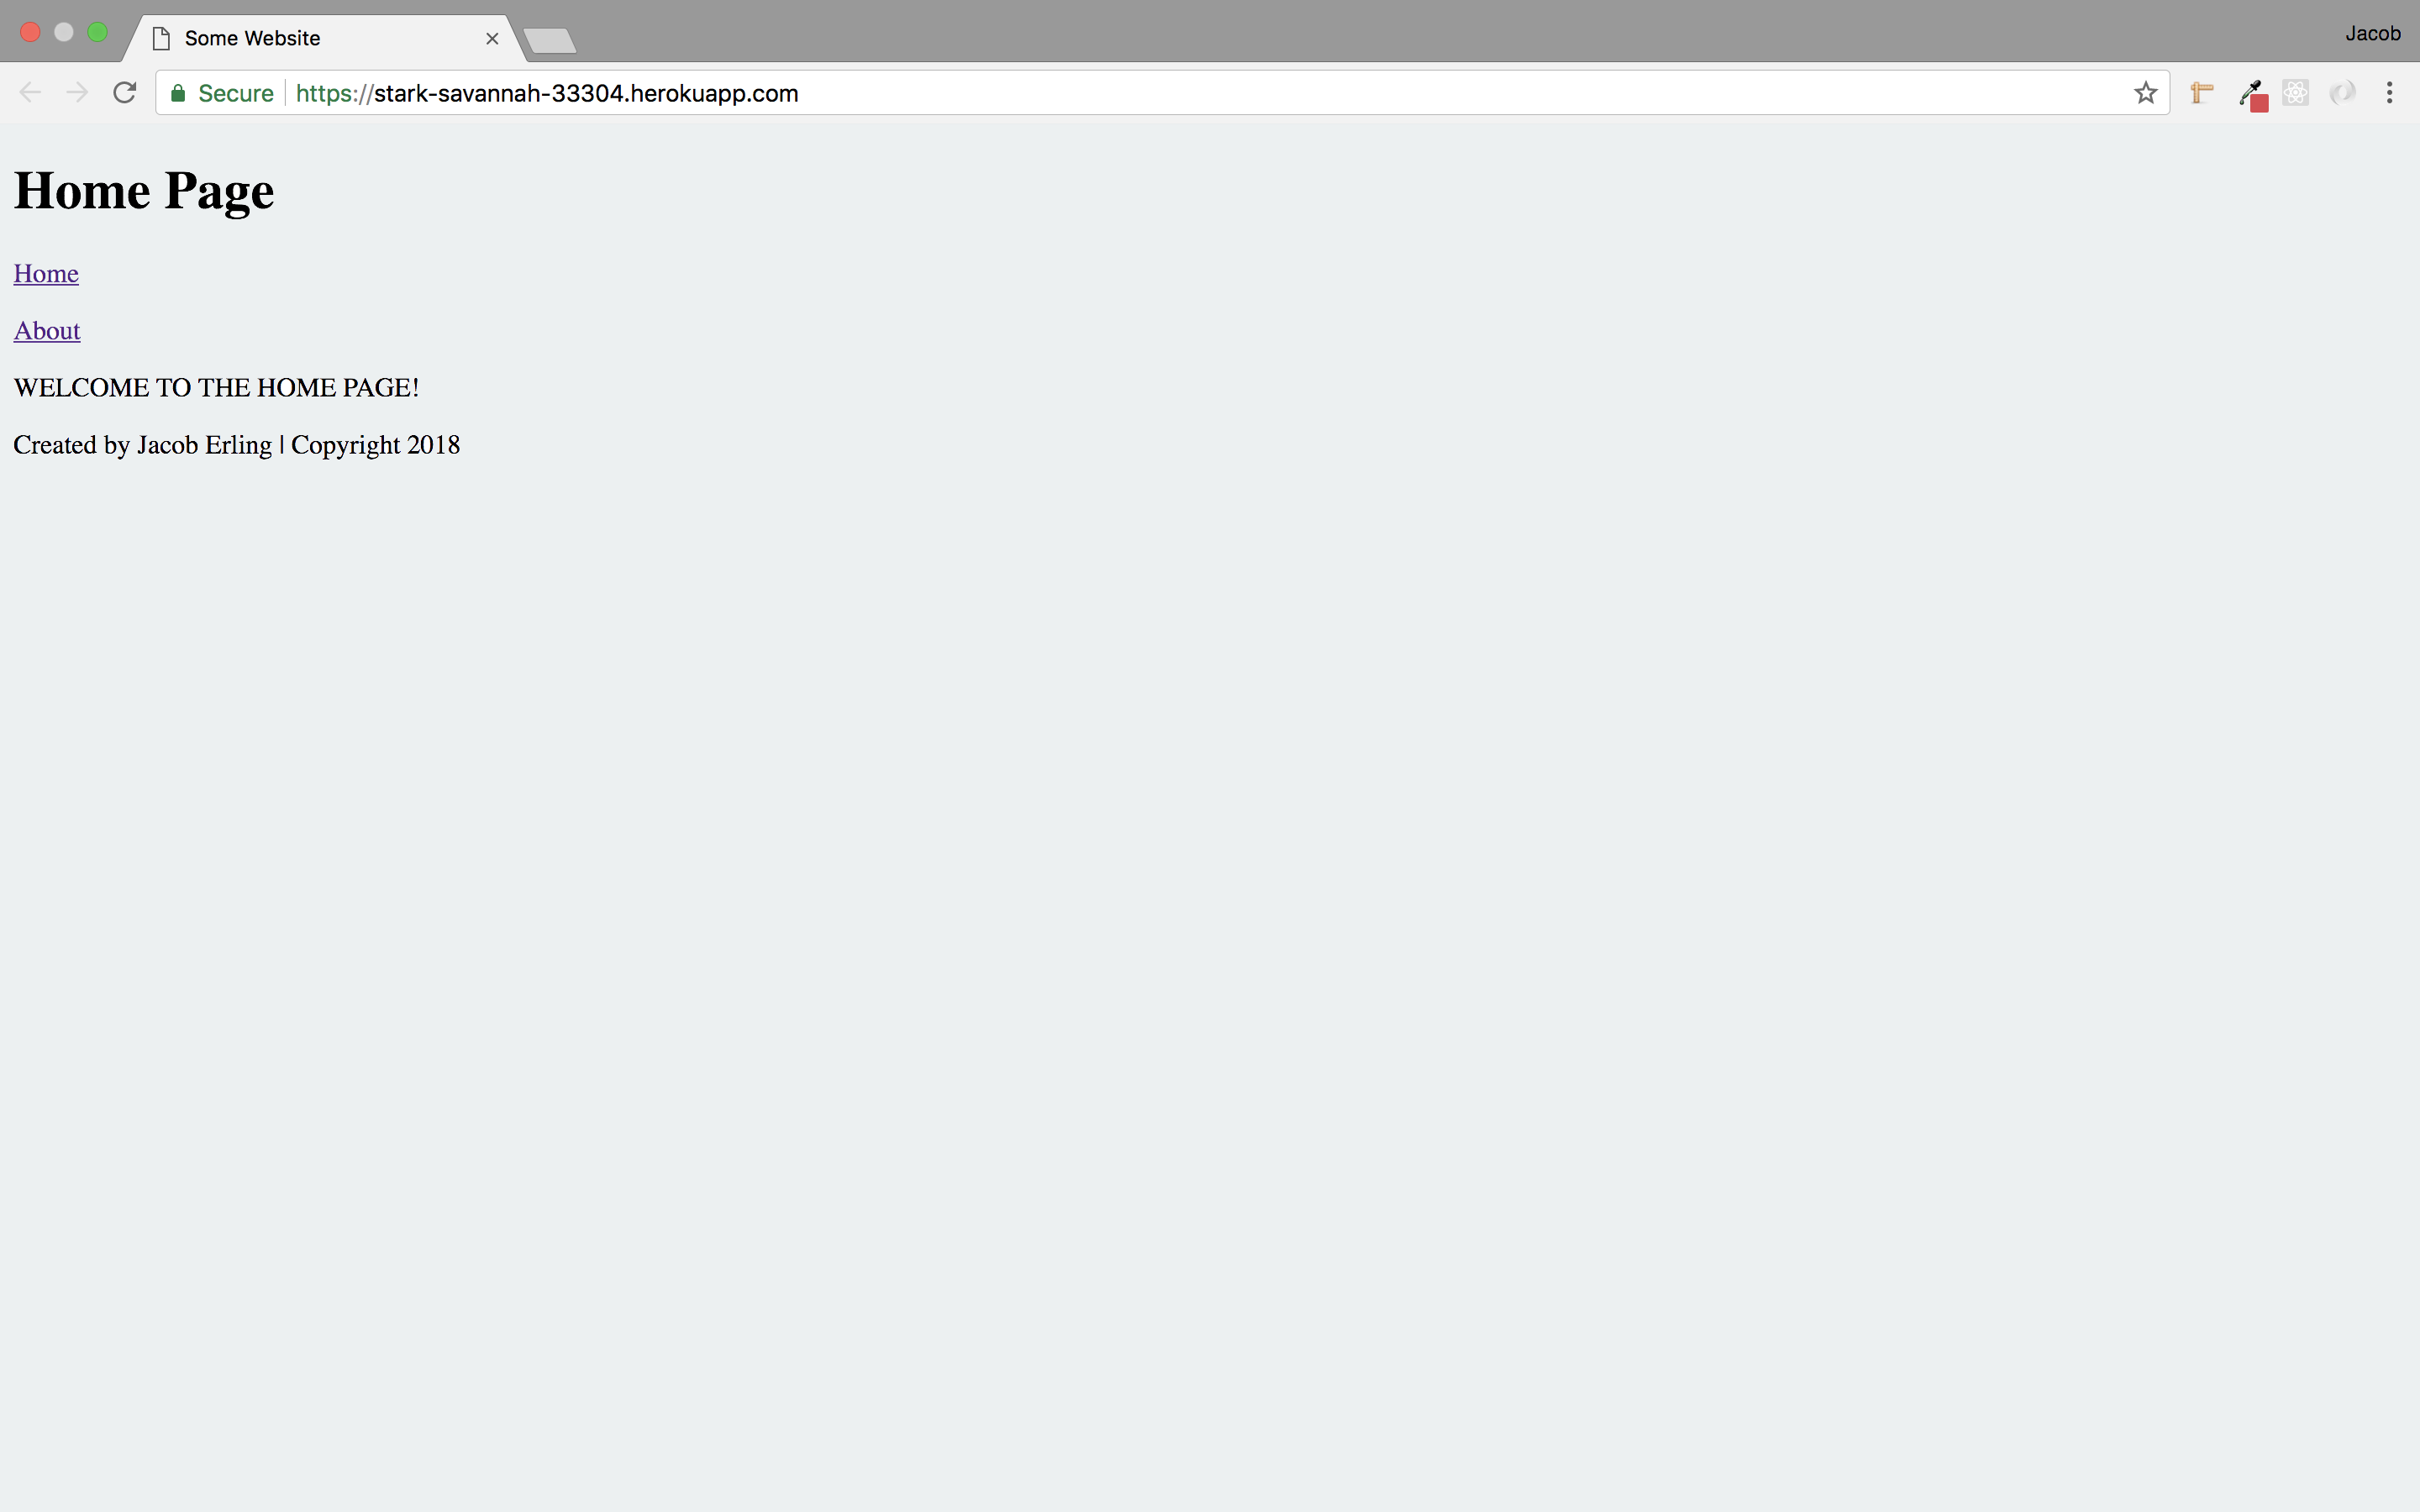 Some Website
Jacob
Secure https://stark-savannah-33304.herokuapp.com
Home Page
Home
About
WELCOME TO THE HOME PAGE!
Created by Jacob Erling | Copyright 2018